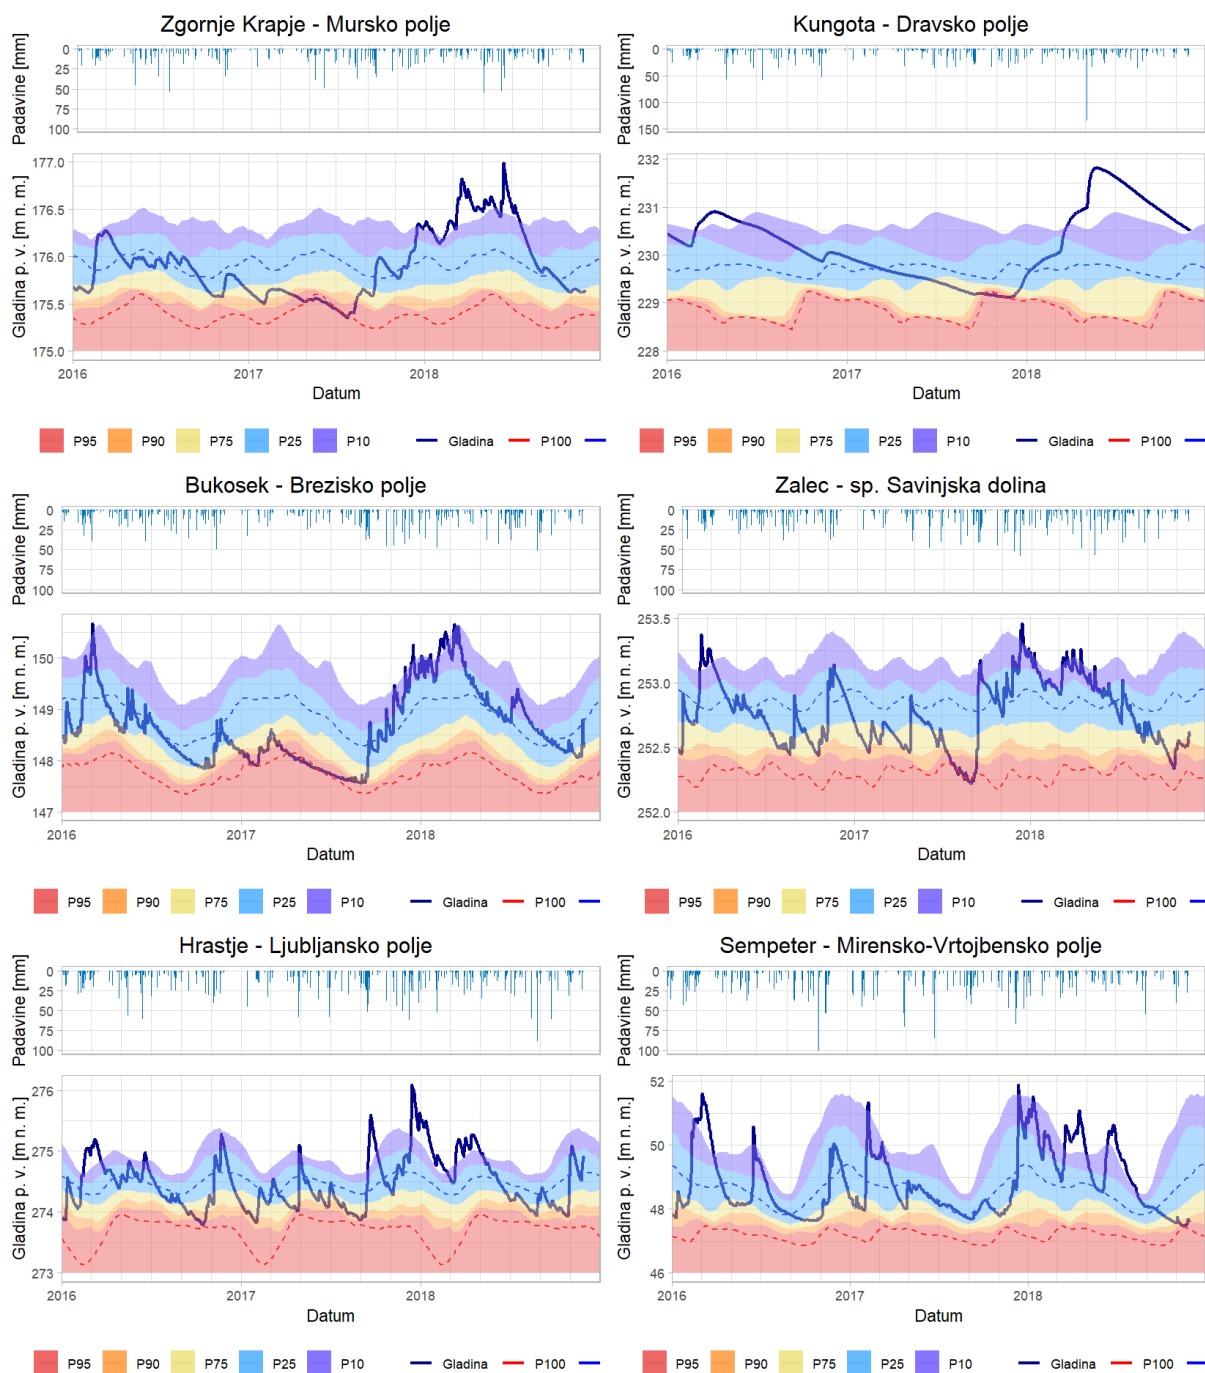 Zgornje Krapje - Mursko polje
Padavine [mm]
0
25
50
75
100
Gladina p. v. [m n. m.]
177.0
176.5
176.0
175.5
175.0
2016
2017
2018
Datum
P95
P90
P75
P25
P10
Gladina
P100
Kungota - Dravsko polje
Padavine [mm]
0
50
100
150
Gladina p. v. [m n. m.]
232
231
230
229
228
2016
2017
2018
Datum
P95
P90
P75
P25
P10
Gladina
P100
Bukosek - Brezisko polje
Padavine [mm]
0
25
50
75
100
Gladina p. v. [m n. m.]
150
149
148
147
2016
2017
2018
Datum
P95
P90
P75
P25
P10
Gladina
P100
Zalec - sp. Savinjska dolina
Padavine [mm]
0
25
50
75
100
Gladina p. v. [m n. m.]
253.5
253.0
252.5
252.0
2016
2017
2018
Datum
P95
P90
P75
P25
P10
Gladina
P100
Hrastje - Ljubljansko polje
Padavine [mm]
0
25
50
75
100
Gladina p. v. [m n. m.]
276
275
274
273
2016
2017
2018
Datum
P95
P90
P75
P25
P10
Gladina
P100
Sempeter - Mirensko-Vrtojbensko polje
Padavine [mm]
0
25
50
75
100
Gladina p. v. [m n. m.]
52
50
48
46
2016
2017
2018
Datum
P95
P90
P75
P25
P10
Gladina
P100